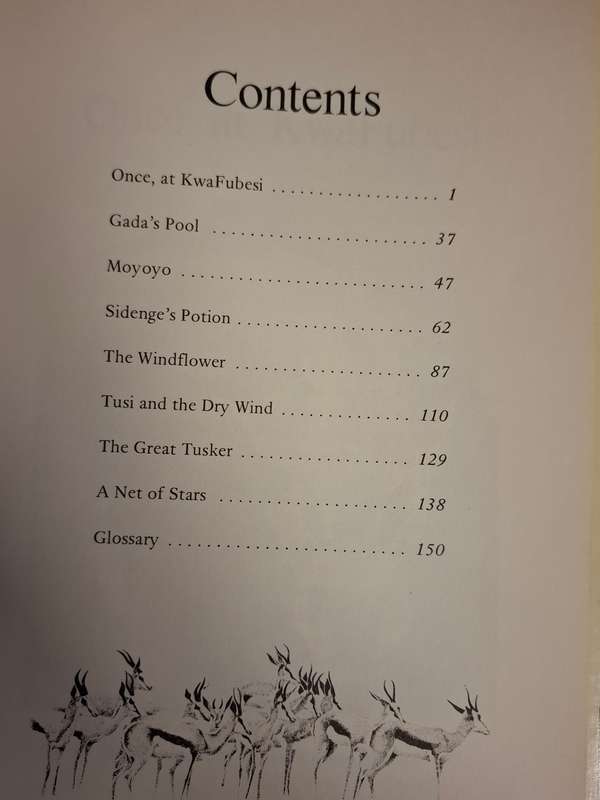 Contents
Once, at KwaFubesi . . . . . . . . . . . . . . . . . . 1
Gada's Pool . . . . . . . . . . . . . . . . . . . . . . . 37
Moyoyo . . . . . . . . . . . . . . . . . . . . . . . . . . 47
Sidenge's Potion . . . . . . . . . . . . . . . . . . . . 62
The Windflower . . . . . . . . . . . . . . . . . . . . 87
Tusi and the Dry Wind . . . . . . . . . . . . . . 110
The Great Tusker . . . . . . . . . . . . . . . . . . 129
A Net of Stars . . . . . . . . . . . . . . . . . . . . 138
Glossary . . . . . . . . . . . . . . . . . . . . . . . . . 150